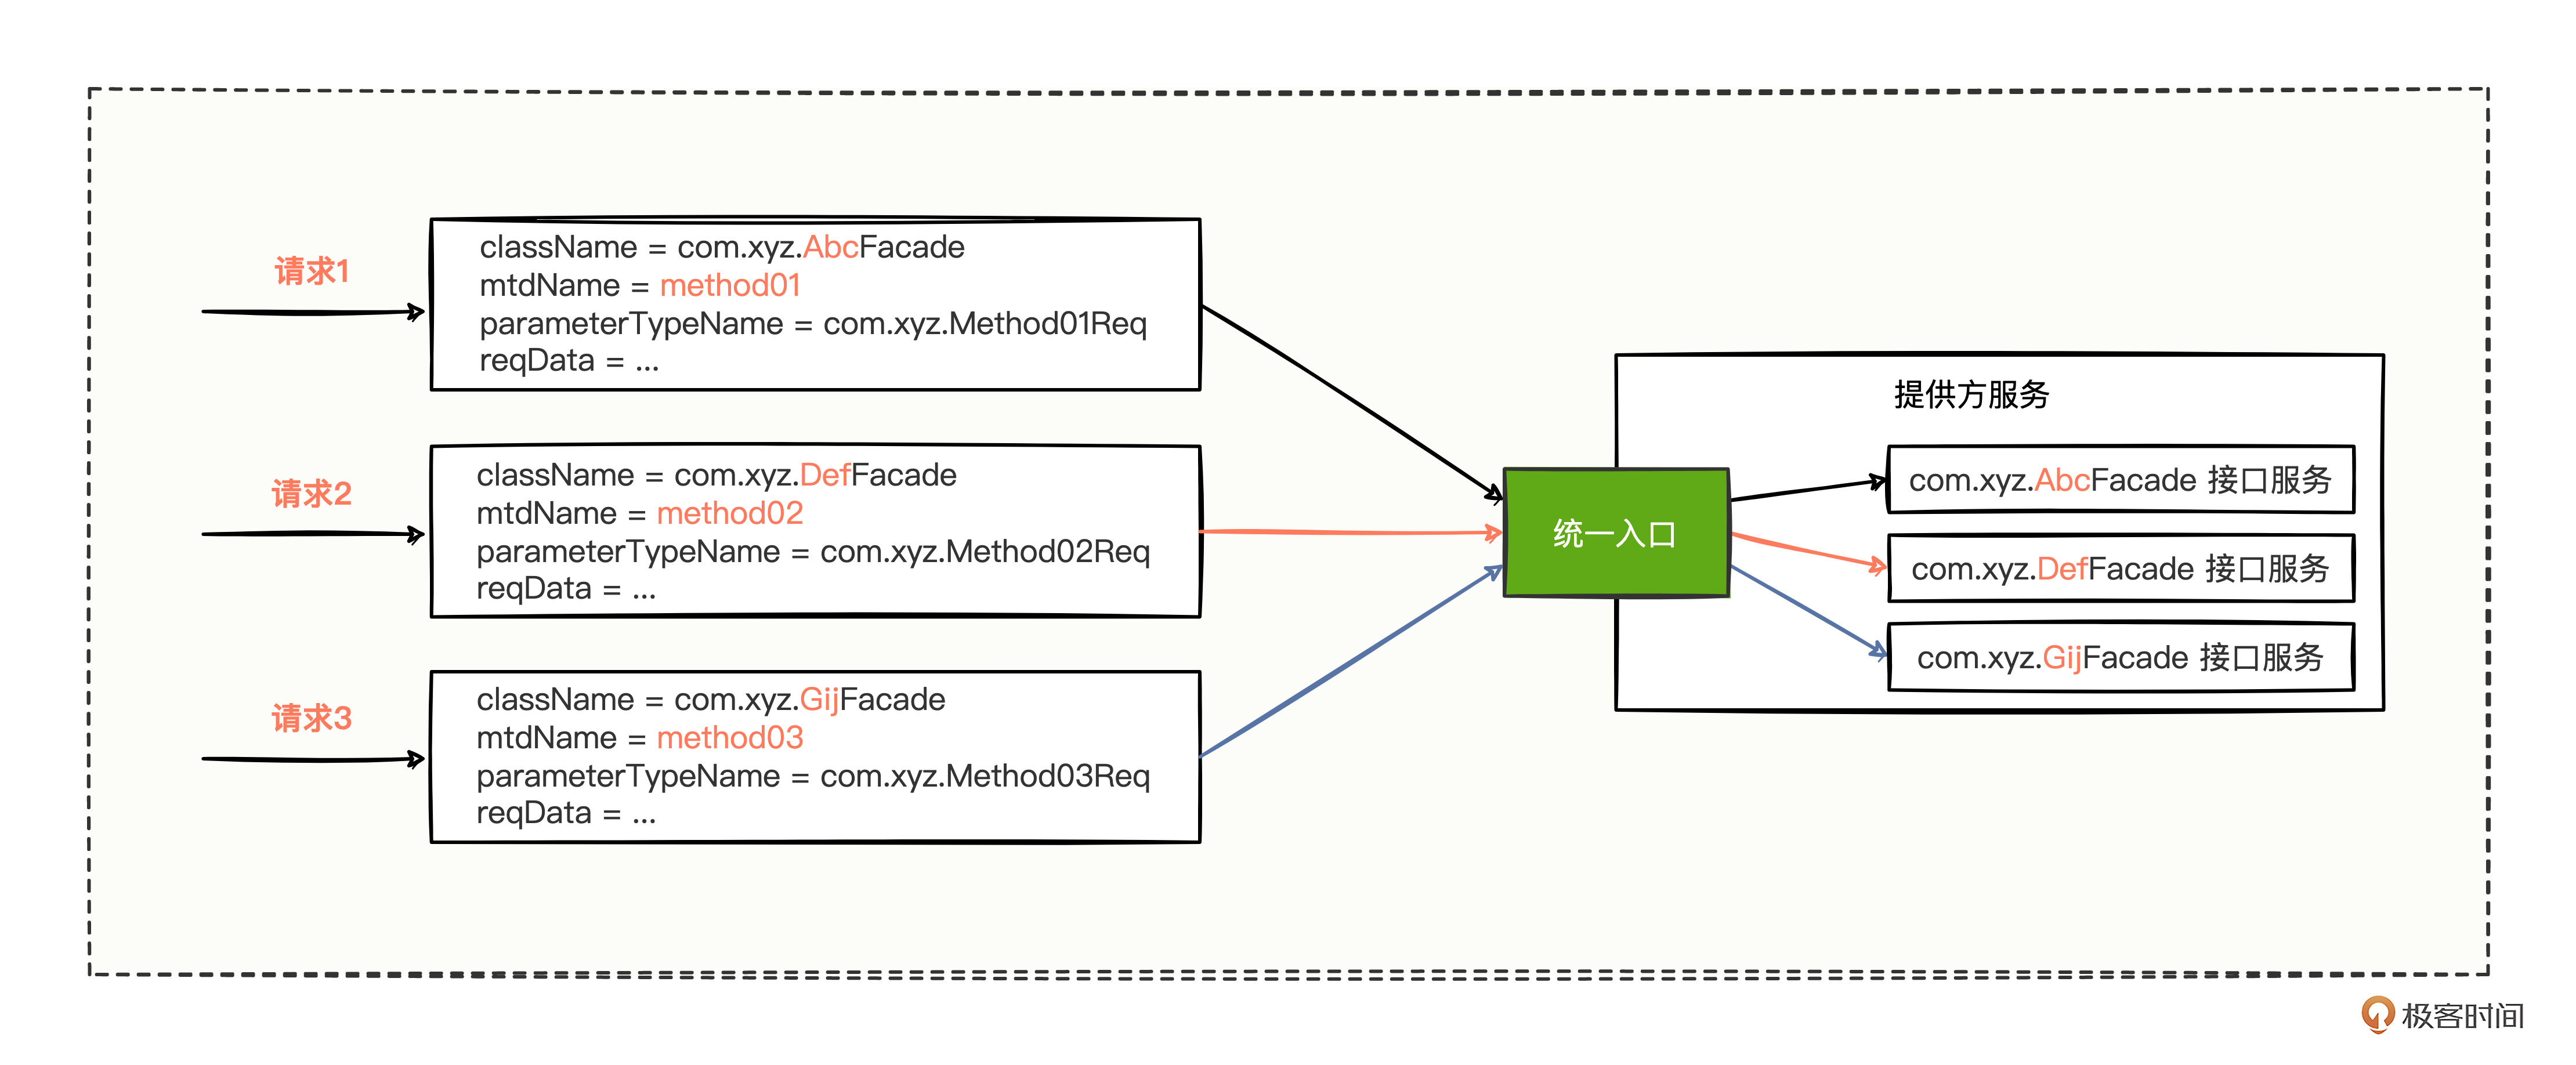 请求1
className = com.xyz.AbcFacade
mtdName = method01
parameterTypeName = com.xyz.Method01Req
reqData = ...
请求2
className = com.xyz.DefFacade
mtdName = method02
parameterTypeName = com.xyz.Method02Req
reqData = ...
请求3
className = com.xyz.GijFacade
mtdName = method03
parameterTypeName = com.xyz.Method03Req
reqData = ...
统一入口
提供方服务
com.xyz.AbcFacade 接口服务
com.xyz.DefFacade 接口服务
com.xyz.GijFacade 接口服务
极客时间